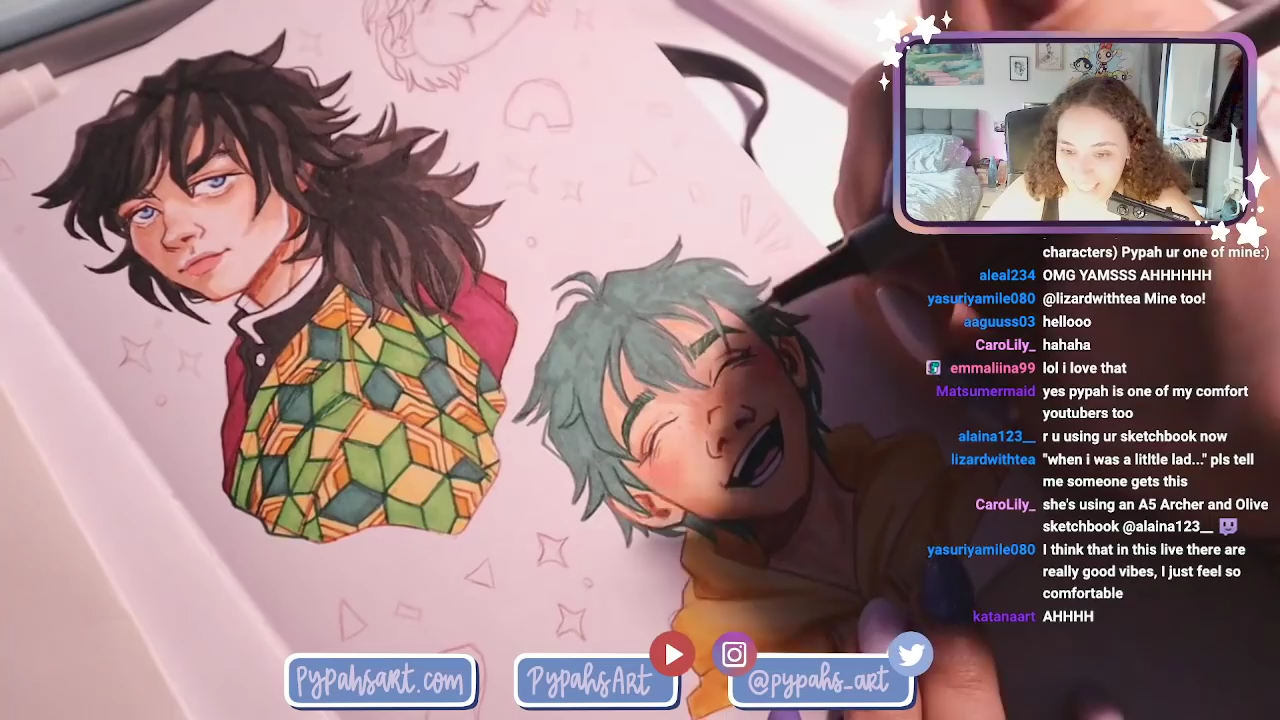 characters) Pypah ur one of mine:)
aleal234 OMG YAMSSS AHHHHHH
yasuriyamile080 @lizardwithtea Mine too!
aaguuss03 hellooo
CaroLily_ hahaha
emmaliina99 lol i love that
Matsumermaid yes pypah is one of my comfort
youtubers too
alaina123__ r u using ur sketchbook now
lizardwithtea "when i was a litltle lad..." pls tell
me someone gets this
CaroLily_ she's using an A5 Archer and Olive
sketchbook @alaina123__
yasuriyamile080 I think that in this live there are
really good vibes, I just feel so
comfortable
katanaart AHHHH
Pypahsart.com
PypahsArt
@pypahs_art